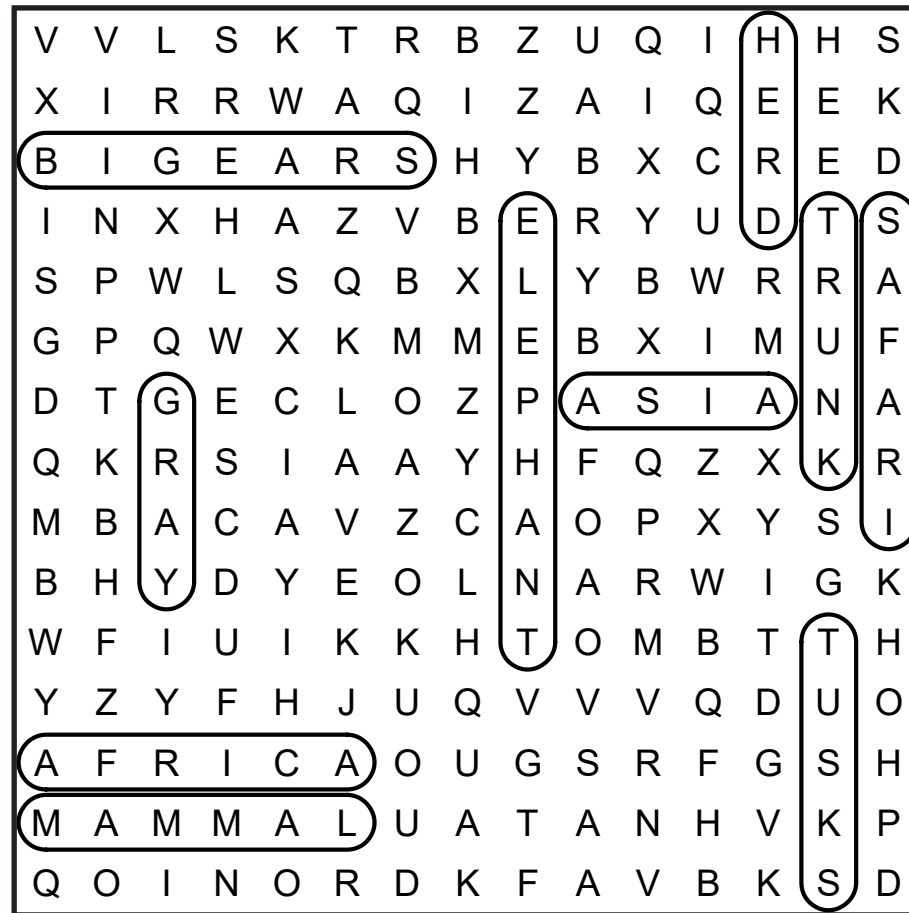 V V L S K T R B Z U Q I H H S
X I R R W A Q I Z A I Q E E K
B I G E A R S H Y B X C R E D
I N X H A Z V B E R Y U D T S
S P W L S Q B X L Y B W R R A
G P Q W X K M M E B X I M U F
D T G E C L O Z P A S I A N A
Q K R S I A A Y H F Q Z X K R
M B A C A V Z C A O P X Y S I
B H Y D Y E O L N A R W I G K
W F I U I K K H T O M B T T H
Y Z Y F H J U Q V V V Q D U O
A F R I C A O U G S R F G S H
M A M M A L U A T A N H V K P
Q O I N O R D K F A V B K S D